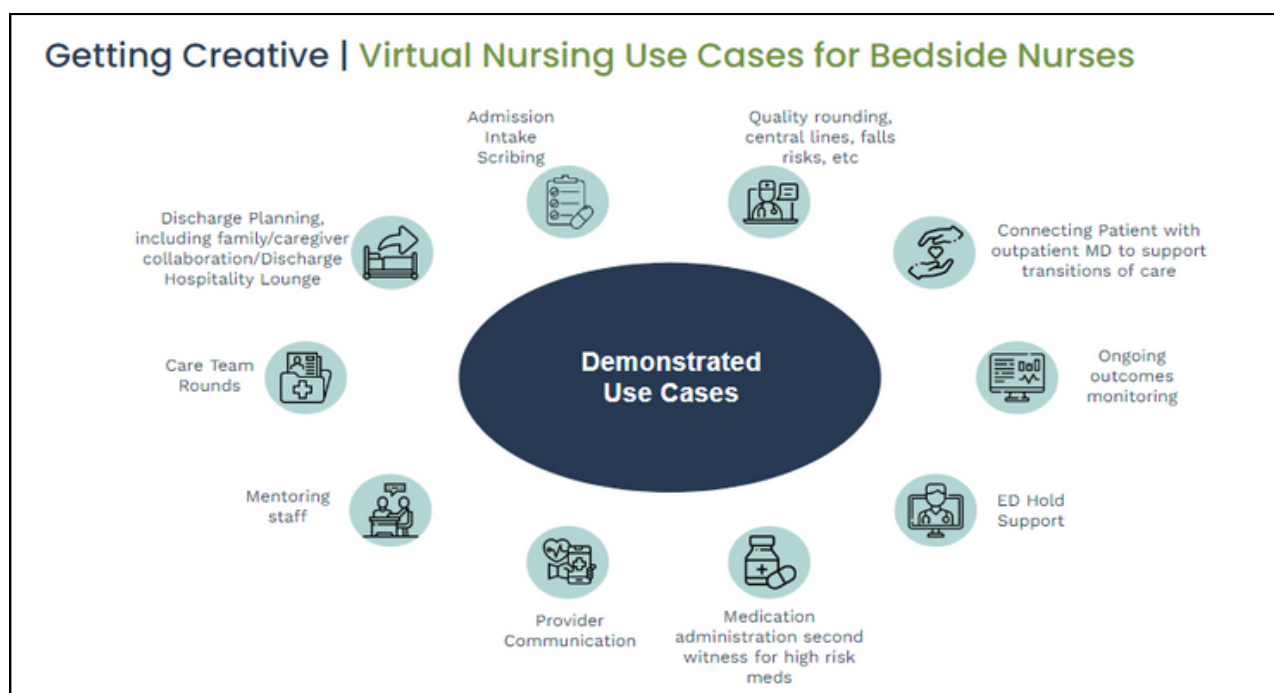 Getting Creative | Virtual Nursing Use Cases for Bedside Nurses
Admission
Intake
Scribing
Quality rounding,
central lines, falls
risks, etc
Discharge Planning,
including family/caregiver
collaboration/Discharge
Hospitality Lounge
Connecting Patient with
outpatient MD to support
transitions of care
Demonstrated
Use Cases
Care Team
Rounds
Ongoing
outcomes
monitoring
Mentoring
staff
ED Hold
Support
Provider
Communication
Medication
administration second
witness for high risk
meds